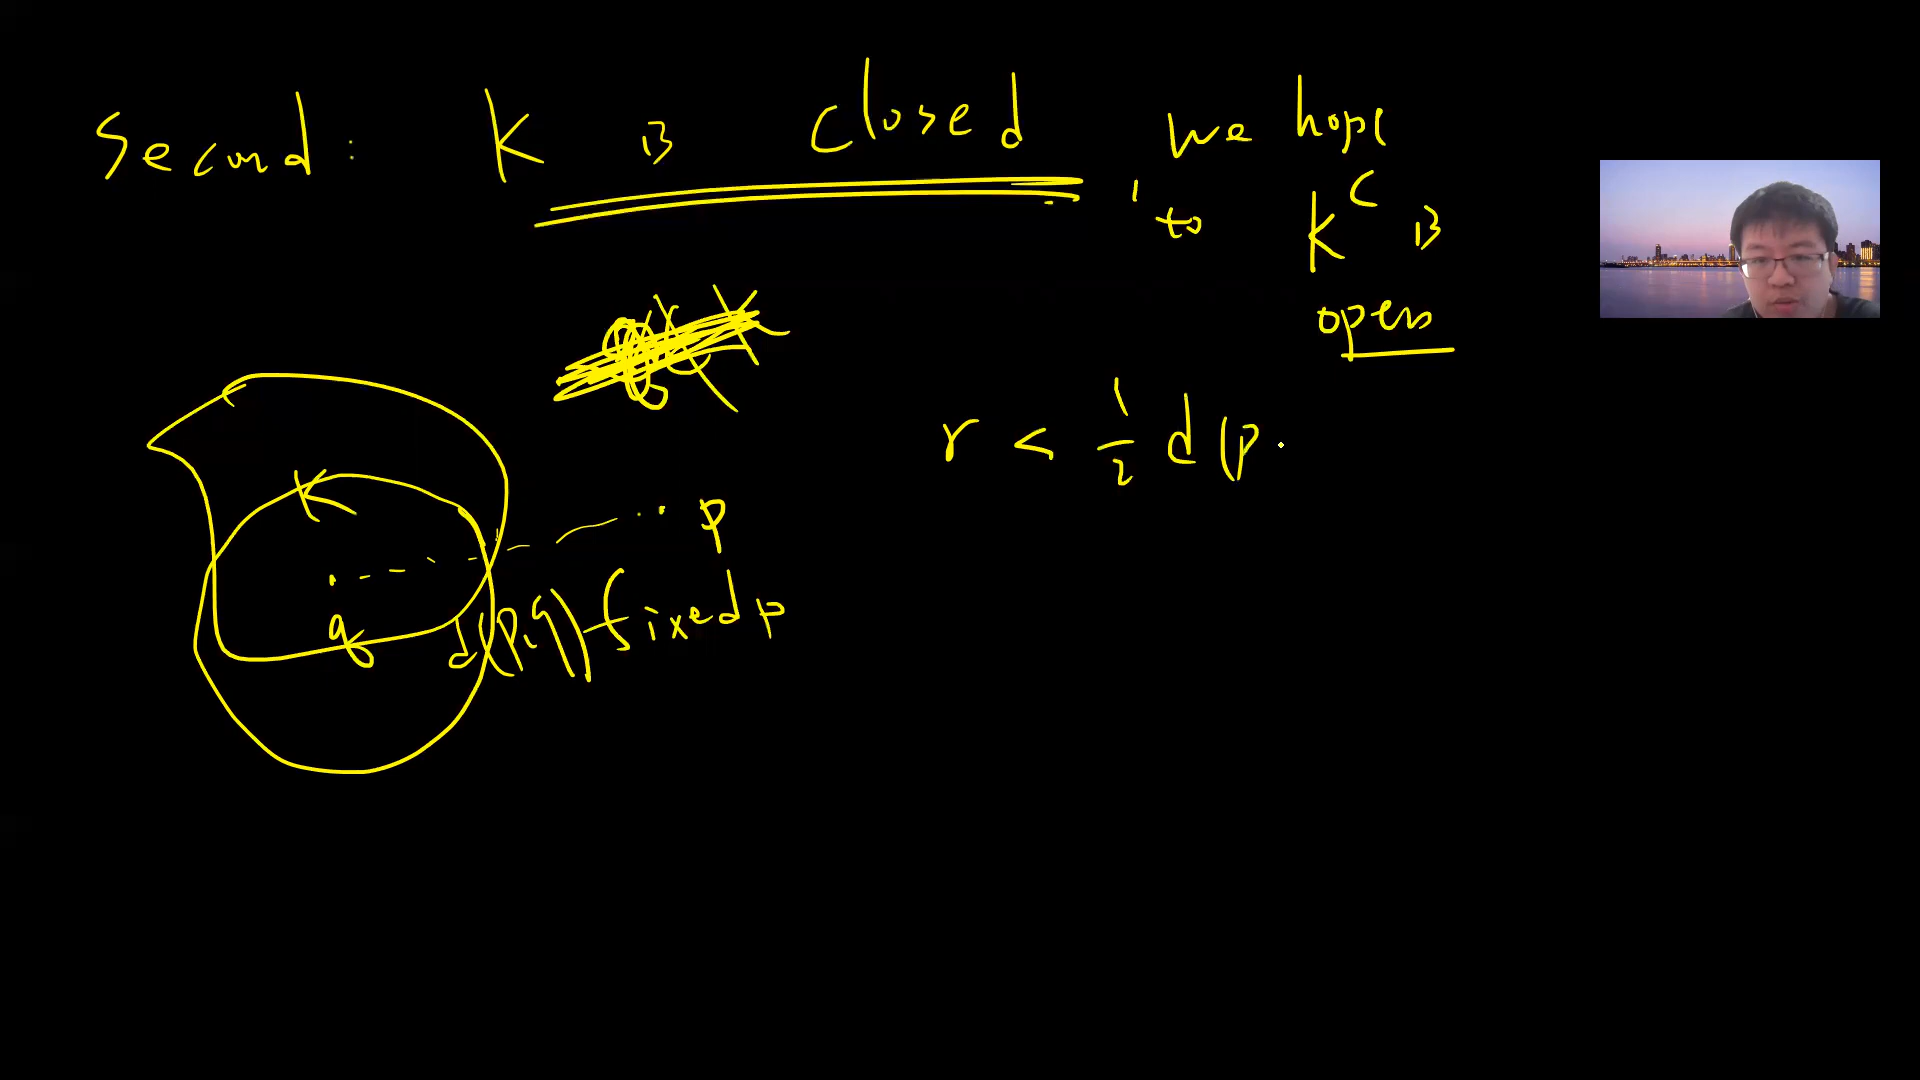 Second: K is closed, we hope
to K^C is
open
r < 1/2 d(p
K
p
q
d(p,q) fixed p